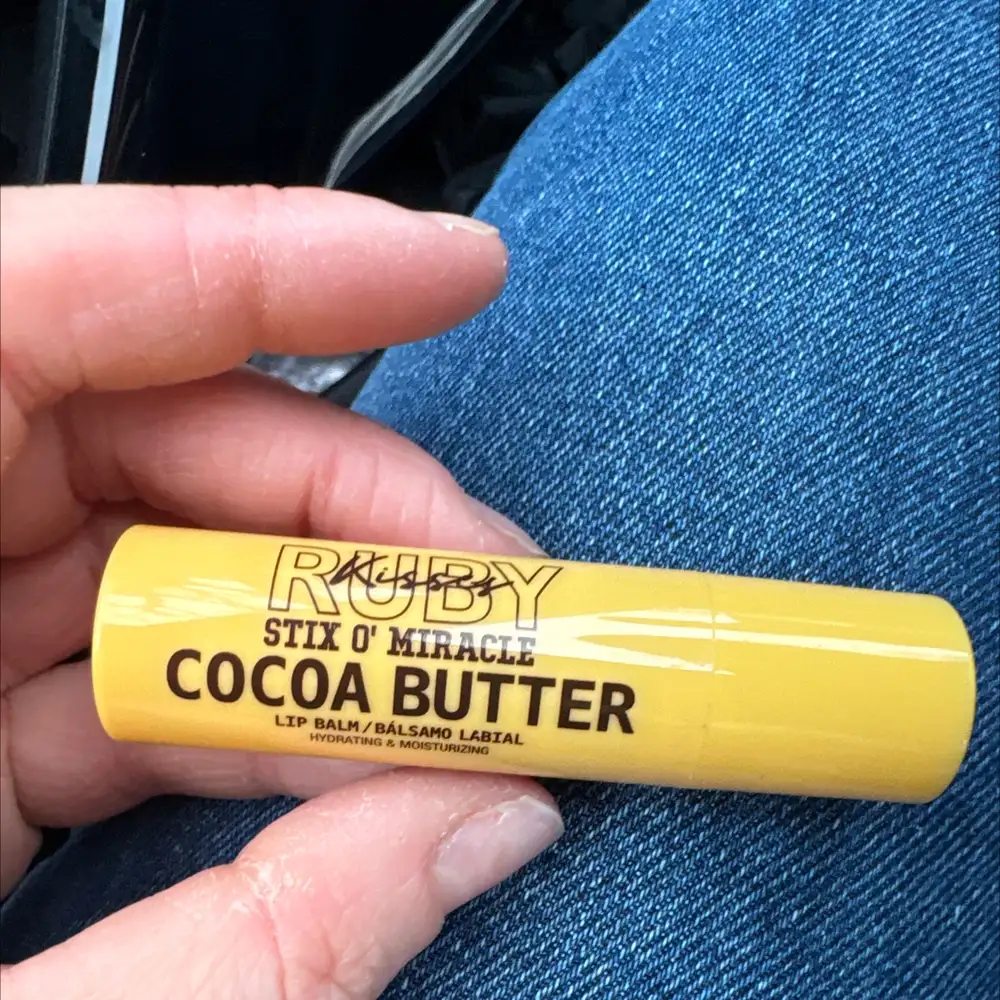 RUBY
Kisses
STIX O' MIRACLE
COCOA BUTTER
LIP BALM / BÁLSAMO LABIAL
HYDRATING & MOISTURIZING